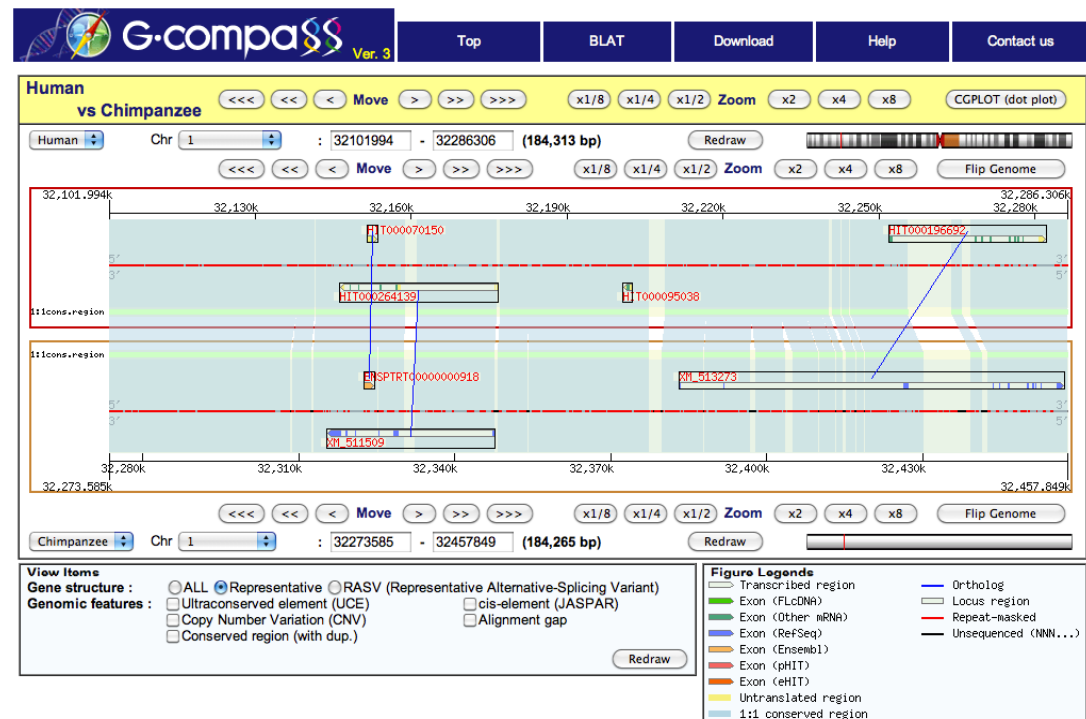 G-compass Ver. 3
Top BLAT Download Help Contact us
Human
vs Chimpanzee
<<< << < Move > >> >>> x1/8 x1/4 x1/2 Zoom x2 x4 x8 CGPLOT (dot plot)
Human Chr 1 : 32101994 - 32286306 (184,313 bp) Redraw
<<< << < Move > >> >>> x1/8 x1/4 x1/2 Zoom x2 x4 x8 Flip Genome
32,101.994k 32,286.306k
32,130k 32,160k 32,190k 32,220k 32,250k 32,280k
HIT000070150 HIT000196692
5' 3'
3' 5'
HIT000264139 HIT000095038
1:1cons.region
1:1cons.region
ENSPTRT00000000918 XM_513273
5' 3'
3' 5'
XM_511509
32,280k 32,310k 32,340k 32,370k 32,400k 32,430k
32,273.585k 32,457.849k
<<< << < Move > >> >>> x1/8 x1/4 x1/2 Zoom x2 x4 x8 Flip Genome
Chimpanzee Chr 1 : 32273585 - 32457849 (184,265 bp) Redraw
View Items
Gene structure : ALL Representative RASV (Representative Alternative-Splicing Variant)
Genomic features : Ultraconserved element (UCE) cis-element (JASPAR)
Copy Number Variation (CNV) Alignment gap
Conserved region (with dup.)
Redraw
Figure Legends
Transcribed region Ortholog
Exon (FLcDNA) Locus region
Exon (Other mRNA) Repeat-masked
Exon (RefSeq) Unsequenced (NNN...)
Exon (Ensembl)
Exon (pHIT)
Exon (eHIT)
Untranslated region
1:1 conserved region